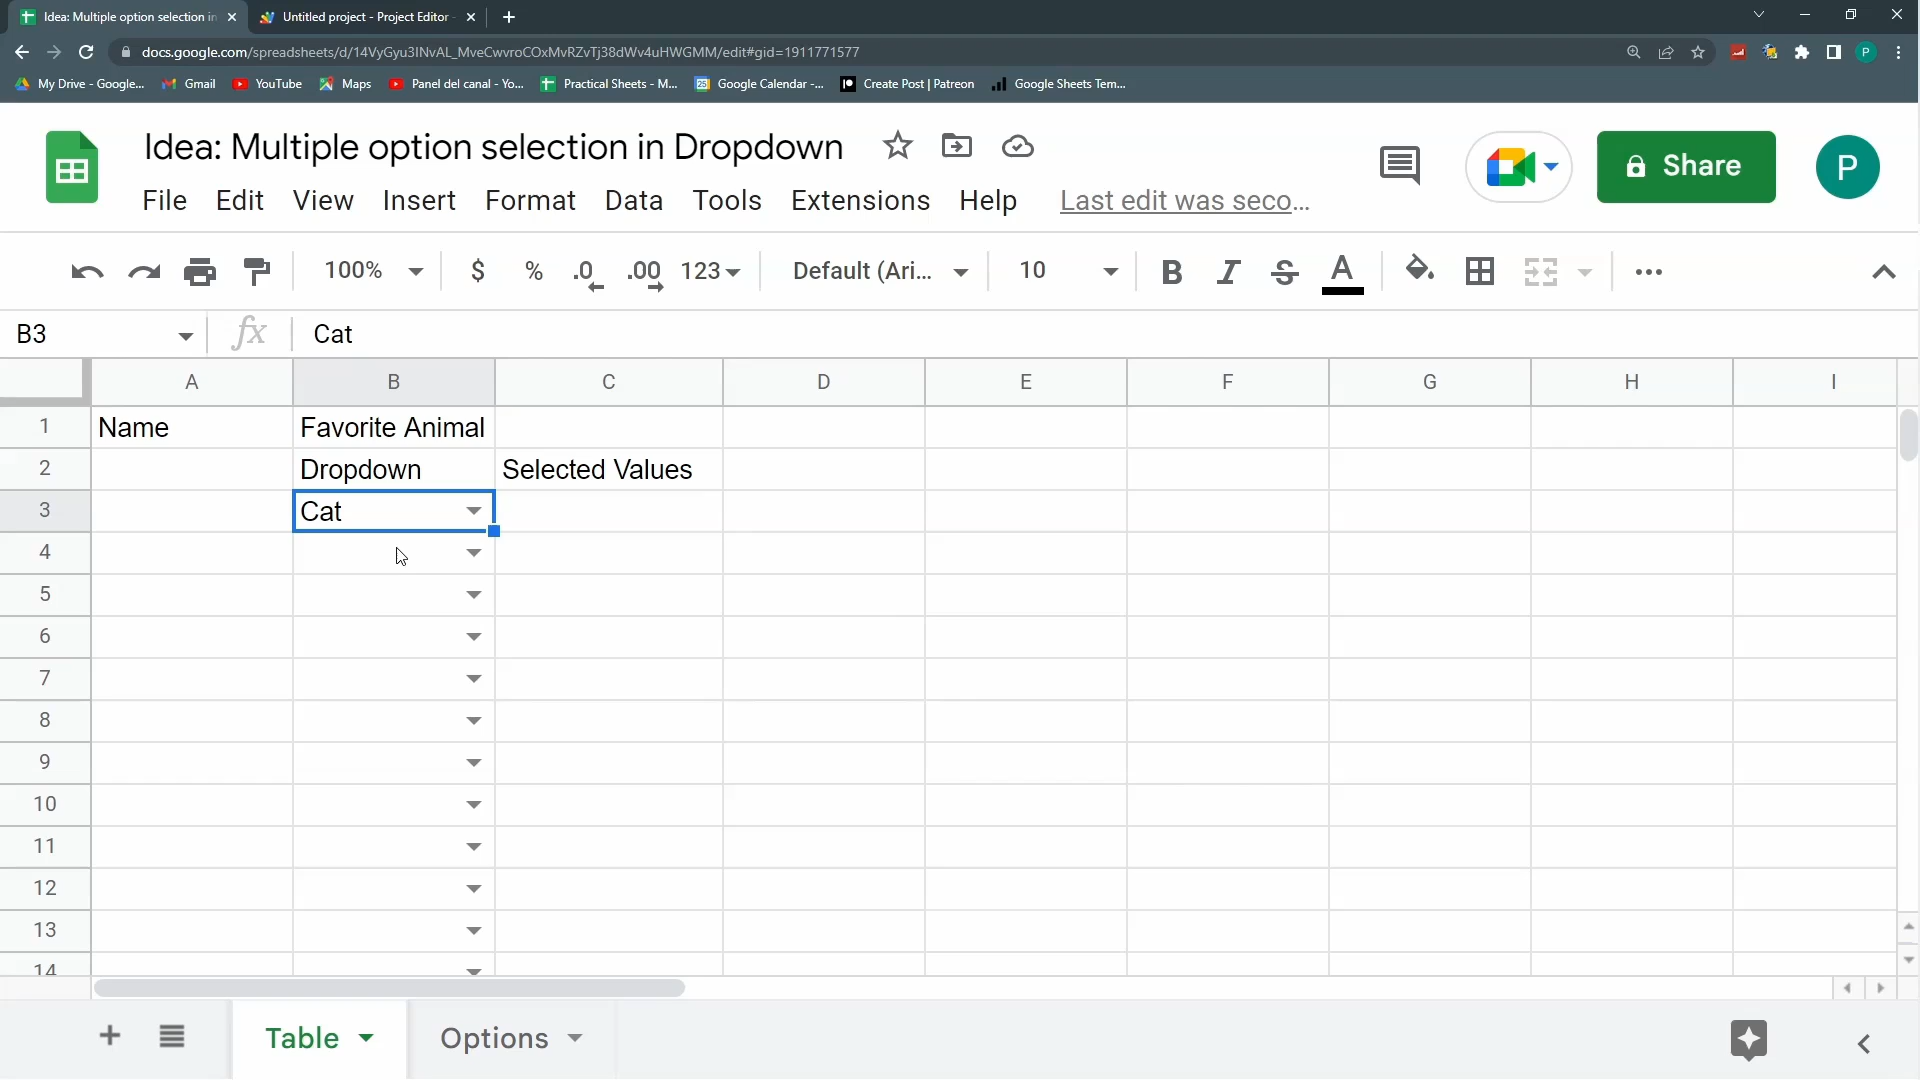 Idea: Multiple option selection in
Untitled project - Project Editor -
docs.google.com/spreadsheets/d/14VyGyu3INvAL_MveCwvroCOxMvRZvTj38dWv4uHWGMM/edit#gid=1911771577
P
My Drive - Google... Gmail YouTube Maps Panel del canal - Yo... Practical Sheets - M... Google Calendar -... Create Post | Patreon Google Sheets Tem...
Idea: Multiple option selection in Dropdown
Share
P
File Edit View Insert Format Data Tools Extensions Help Last edit was seco...
100% $ % .0 .00 123 Default (Ari... 10 B I S A
B3 fx Cat
A B C D E F G H I
1 Name Favorite Animal
2 Dropdown Selected Values
3 Cat
4
5
6
7
8
9
10
11
12
13
14
Table Options